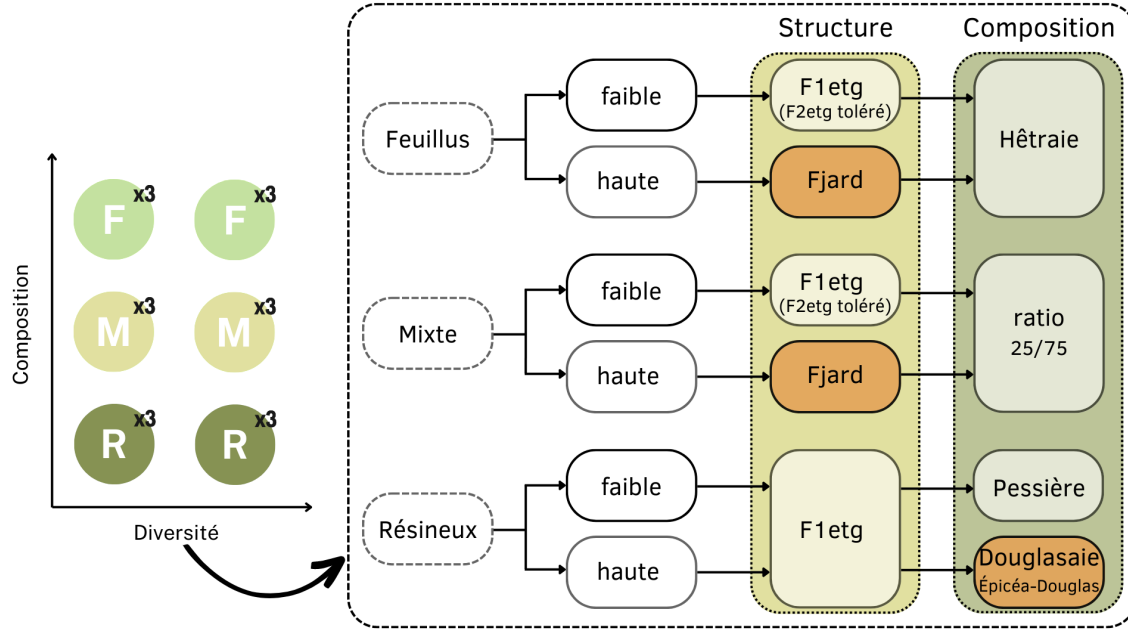 Structure
Composition
Feuillus
faible
F1etg
(F2etg toléré)
haute
Fjard
Hêtraie
Mixte
faible
F1etg
(F2etg toléré)
haute
Fjard
ratio
25/75
Résineux
faible
haute
F1etg
Pessière
Douglasaie
Épicéa-Douglas
Composition
F x3
F x3
M x3
M x3
R x3
R x3
Diversité